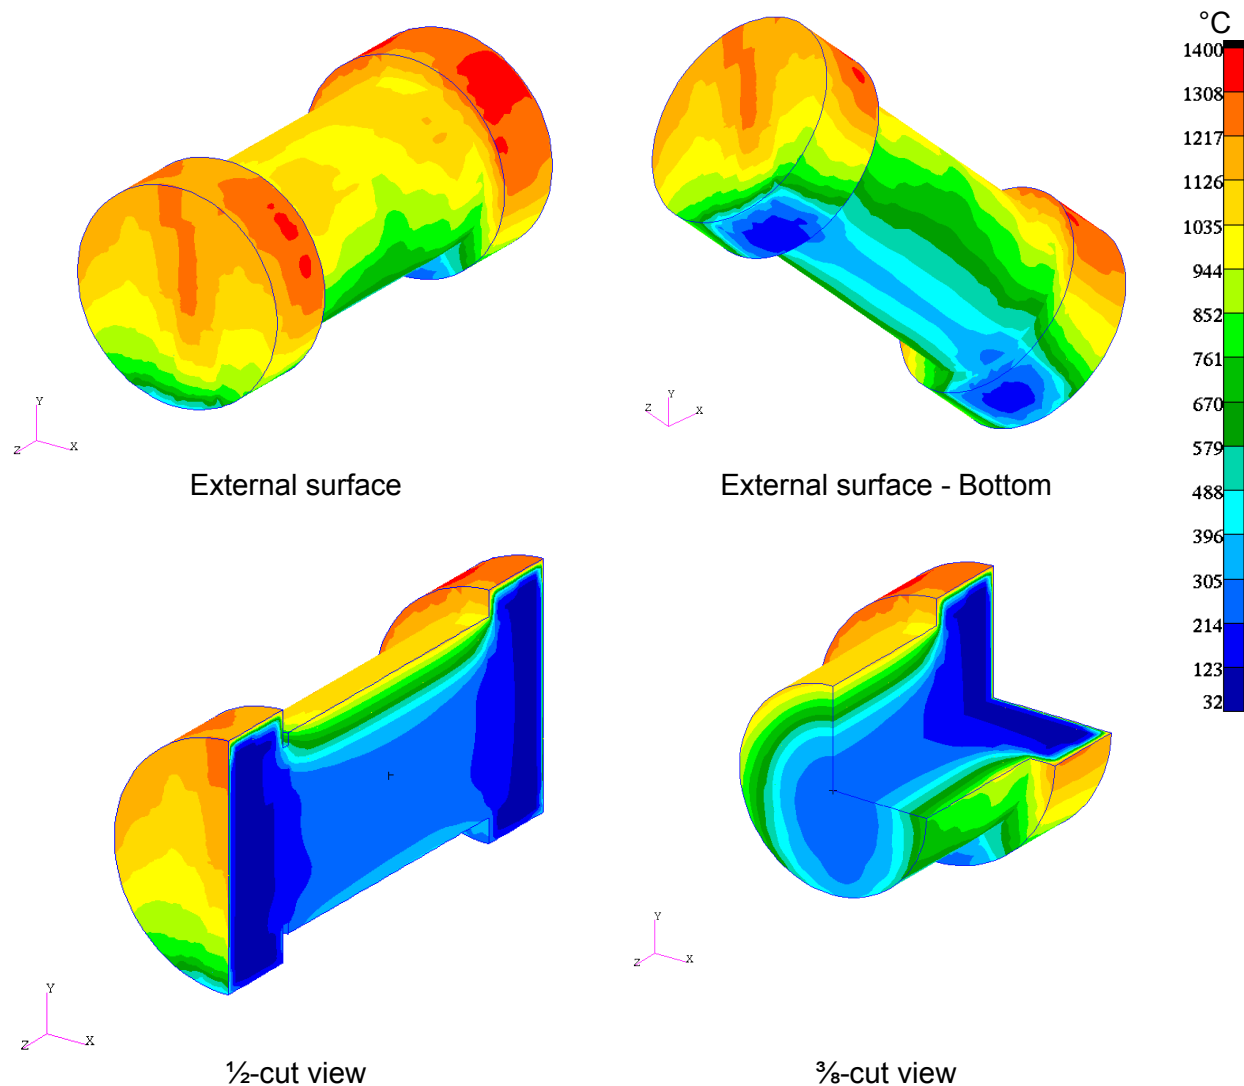 °C
1400
1308
1217
1126
1035
944
852
761
670
579
488
396
305
214
123
32
Y
Z X
Y
Z X
External surface
External surface - Bottom
Y
Z X
Y
Z X
½-cut view
⅜-cut view